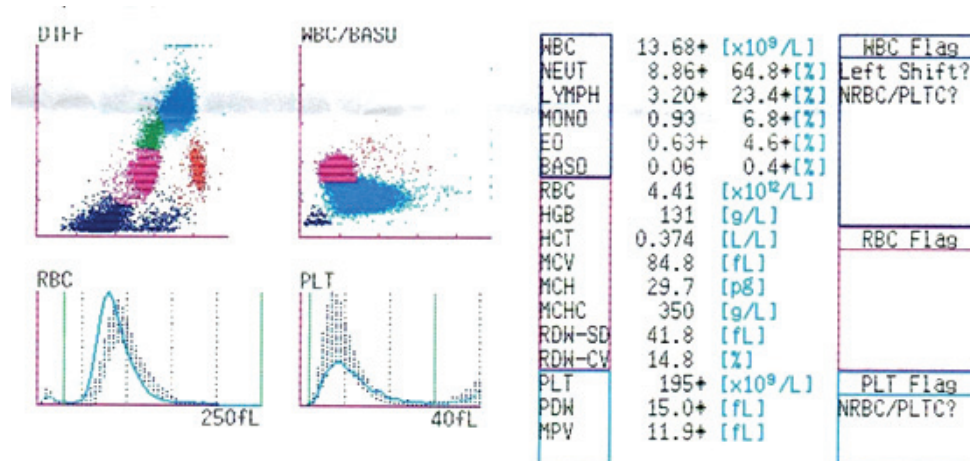 DIFF
WBC/BASO
RBC
PLT
250fL
40fL
WBC 13.68+ [x10⁹/L]
NEUT 8.86+ 64.8+[%]
LYMPH 3.20+ 23.4+[%]
MONO 0.93 6.8+[%]
EO 0.63+ 4.6+[%]
BASO 0.06 0.4+[%]
RBC 4.41 [x10¹²/L]
HGB 131 [g/L]
HCT 0.374 [L/L]
MCV 84.8 [fL]
MCH 29.7 [pg]
MCHC 350 [g/L]
RDW-SD 41.8 [fL]
RDW-CV 14.8 [%]
PLT 195+ [x10⁹/L]
PDW 15.0+ [fL]
MPV 11.9+ [fL]
WBC Flag
Left Shift?
NRBC/PLTC?
RBC Flag
PLT Flag
NRBC/PLTC?